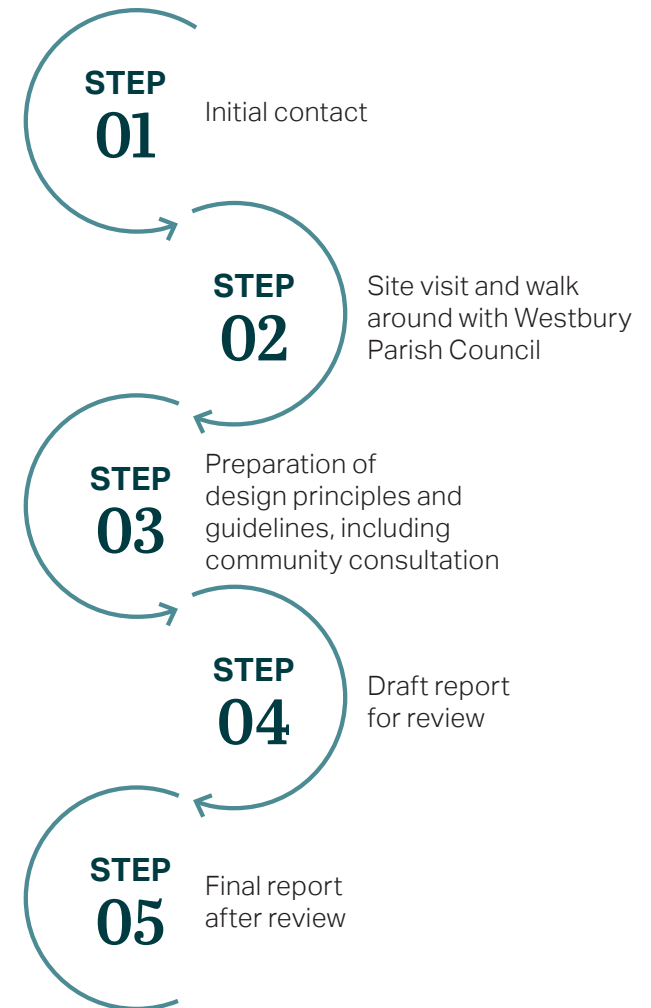 STEP
01
Initial contact
STEP
02
Site visit and walk
around with Westbury
Parish Council
STEP
03
Preparation of
design principles and
guidelines, including
community consultation
STEP
04
Draft report
for review
STEP
05
Final report
after review